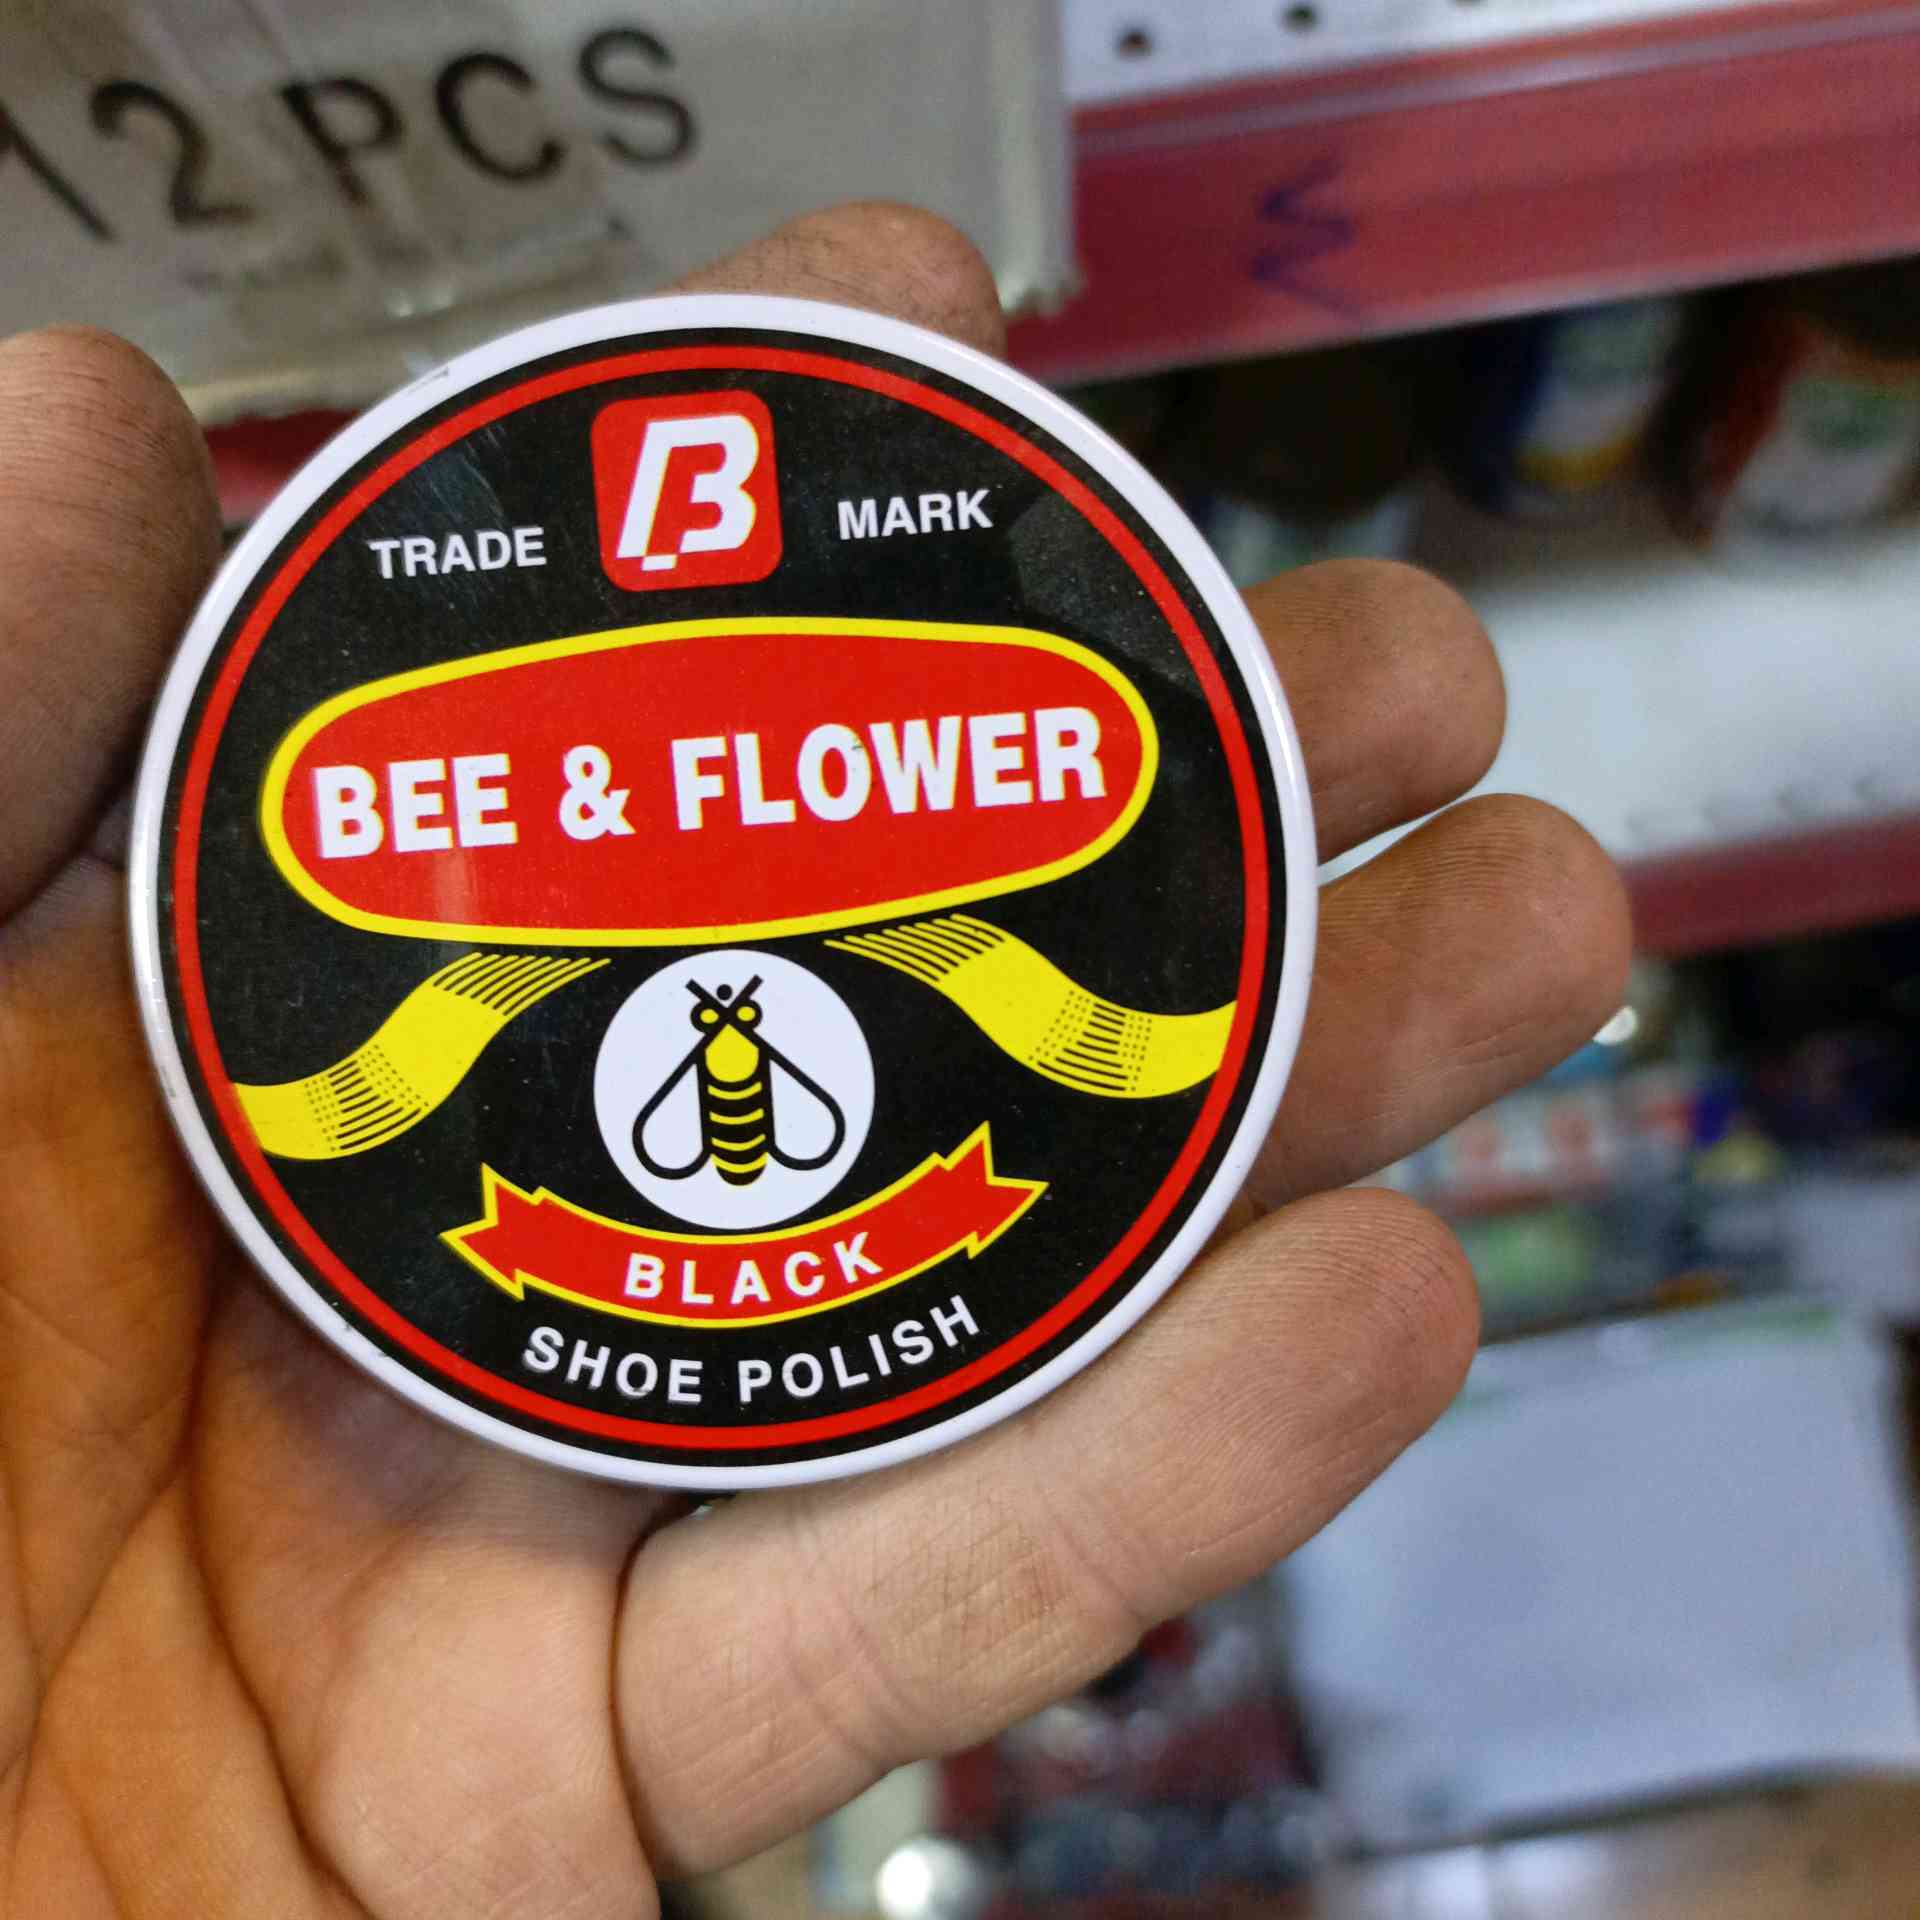 12 PCS
TRADE B MARK
BEE & FLOWER
BLACK
SHOE POLISH